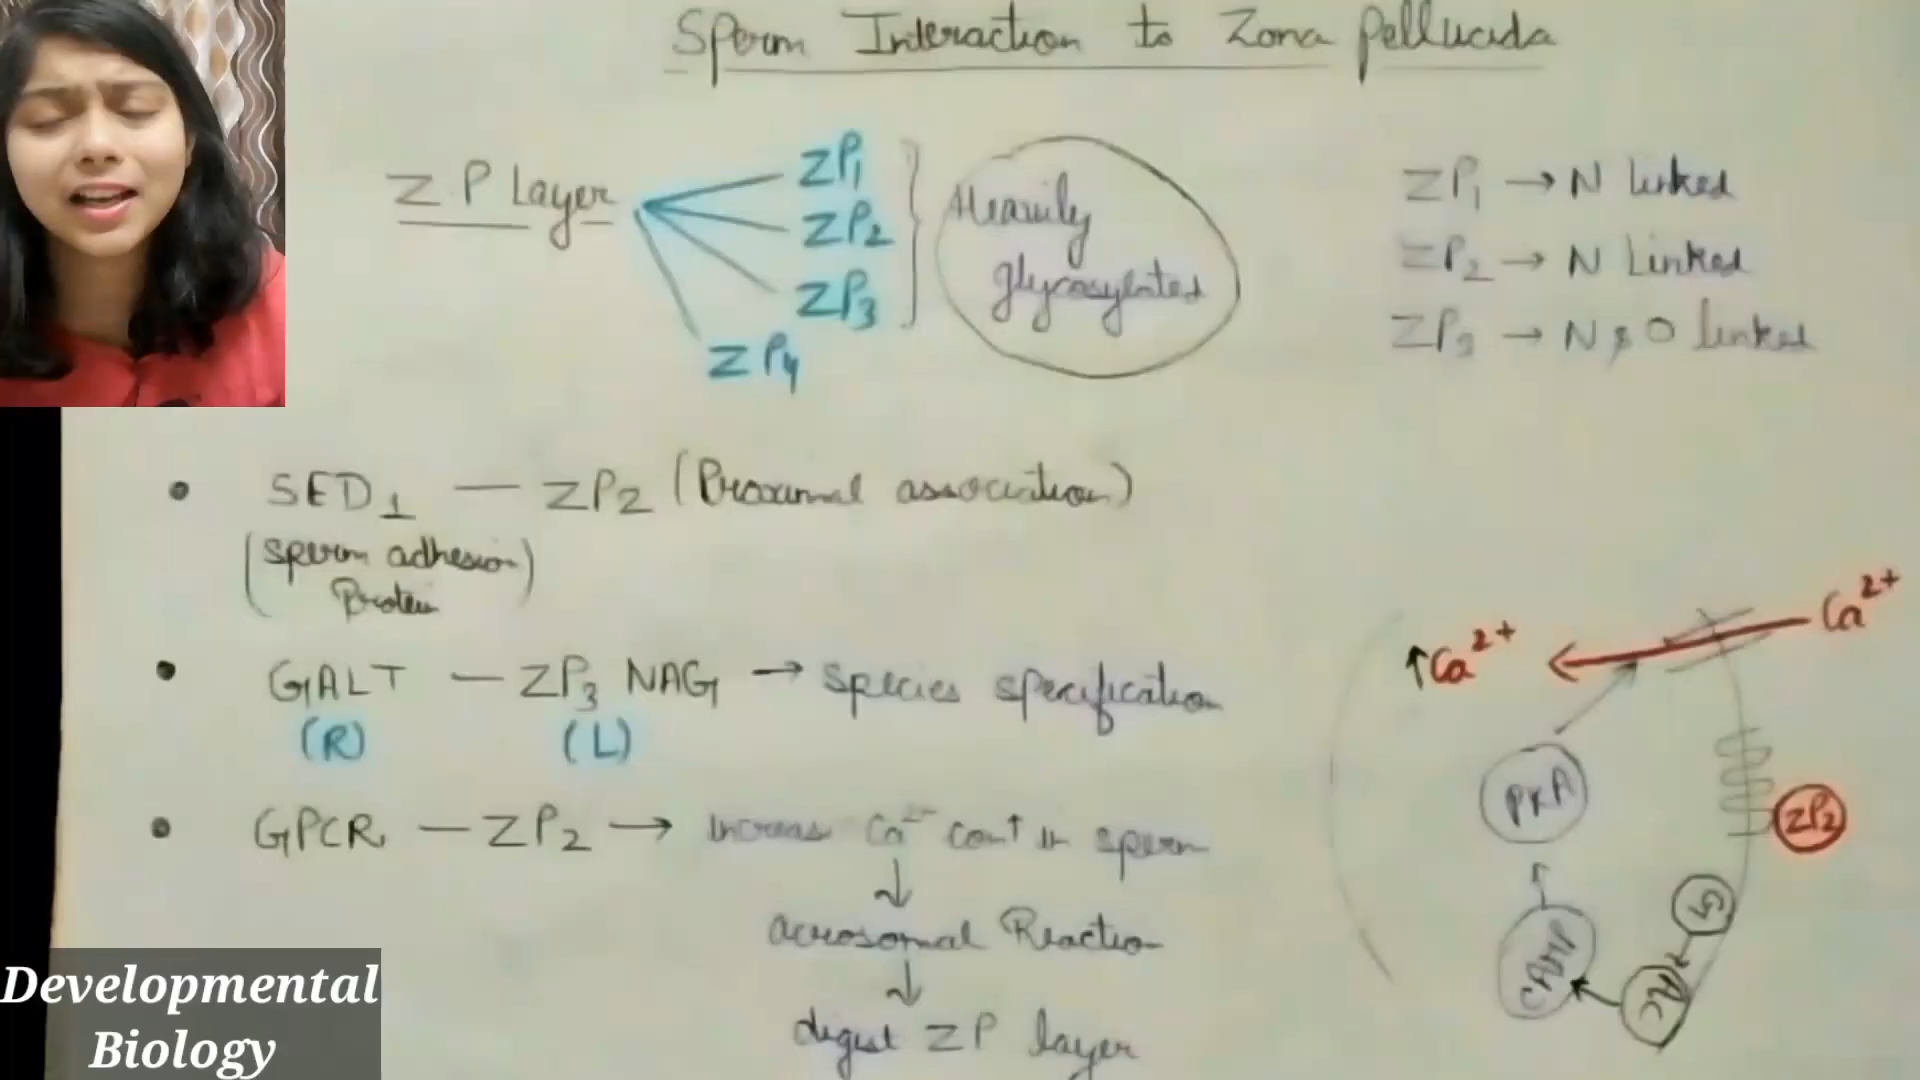 Sperm Interaction to Zona Pellucida
ZP Layer
ZP1
ZP2
ZP3
ZP4
Heavily
glycosylated
ZP1 → N linked
ZP2 → N Linked
ZP3 → N & O linked
• SED1 — ZP2 (Proximal association)
(sperm adhesion
Protein)
• GALT — ZP3 NAG → species specification
(R) (L)
• GPCR — ZP2 → Increase Ca2+ con↑ in sperm
↓
acrosomal Reaction
↓
digest ZP layer
Ca2+
↑Ca2+
PKA
ZP2
G
cAMP
AC
Developmental
Biology